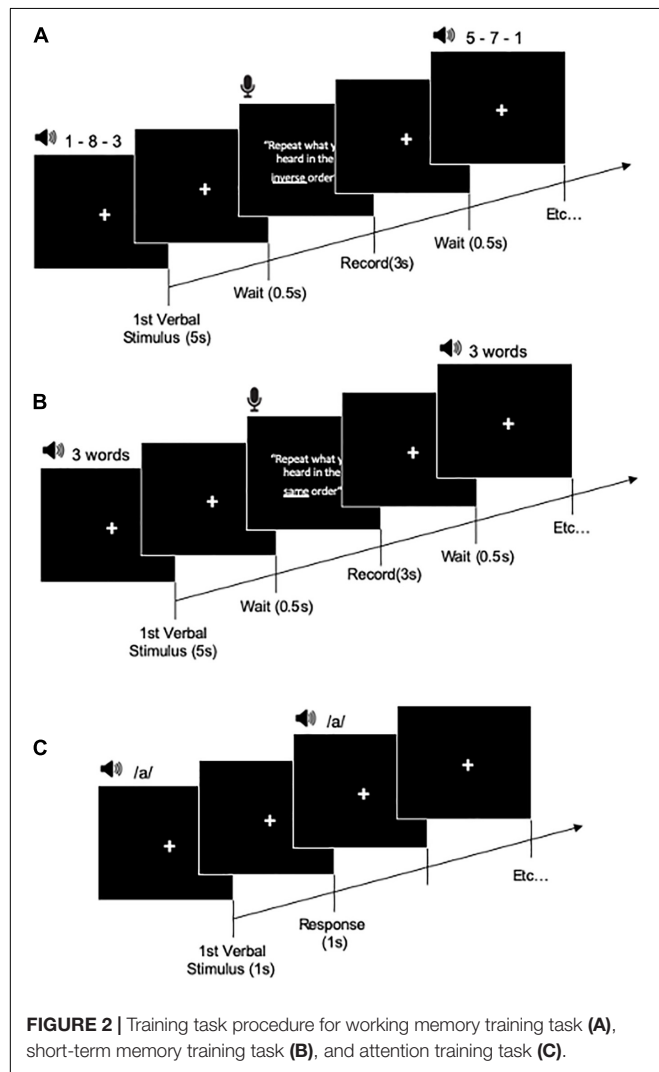 A
5 - 7 - 1
1 - 8 - 3
"Repeat what y
heard in the
inverse order"
Etc...
Wait (0.5s)
Record(3s)
Wait (0.5s)
1st Verbal
Stimulus (5s)
B
3 words
3 words
"Repeat what y
heard in the
same order"
Etc...
Wait (0.5s)
Record(3s)
Wait (0.5s)
1st Verbal
Stimulus (5s)
C
/a/
/a/
Etc...
Response
(1s)
1st Verbal
Stimulus (1s)
FIGURE 2 | Training task procedure for working memory training task (A),
short-term memory training task (B), and attention training task (C).